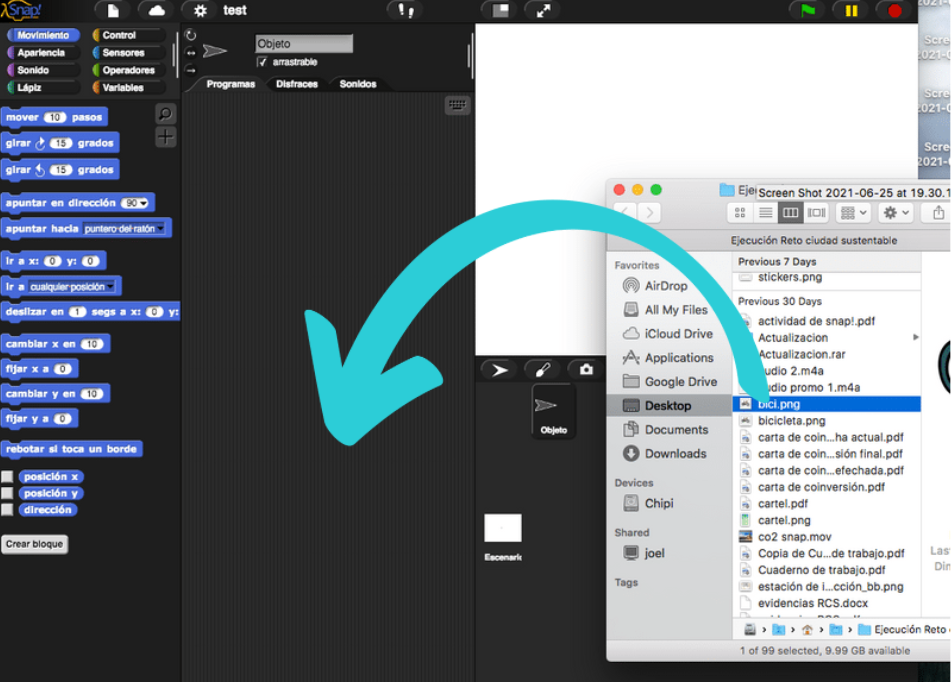 Snap!
test
Movimiento Control
Apariencia Sensores
Sonido Operadores
Lápiz Variables
Objeto
arrastrable
Programas Disfraces Sonidos
mover 10 pasos
girar 15 grados
girar 15 grados
apuntar en dirección 90
apuntar hacia puntero-del-ratón
ir a x: 0 y: 0
ir a cualquier posición
deslizar en 1 segs a x: 0 y:
cambiar x en 10
fijar x a 0
cambiar y en 10
fijar y a 0
rebotar si toca un borde
posición x
posición y
dirección
Crear bloque
Objeto
Escenario
Scre
2021-0
Scre
2021-0
Scre
2021-
Eje Screen Shot 2021-06-25 at 19.30.1
Ejecución Reto ciudad sustentable
Favorites
AirDrop
All My Files
iCloud Drive
Applications
Google Drive
Desktop
Documents
Downloads
Devices
Chipi
Shared
joel
Tags
Previous 7 Days
stickers.png
Previous 30 Days
actividad de snap!.pdf
Actualizacion
Actualizacion.rar
udio 2.m4a
udio promo 1.m4a
bici.png
bicicleta.png
carta de coin...ha actual.pdf
carta de coin...sión final.pdf
carta de coin...efechada.pdf
carta de coinversión.pdf
cartel.pdf
cartel.png
co2 snap.mov
Copia de Cu...de trabajo.pdf
Cuaderno de trabajo.pdf
estación de i...cción_bb.png
evidencias RCS.docx
Las
Din
Ejecución Reto
1 of 99 selected, 9.99 GB available